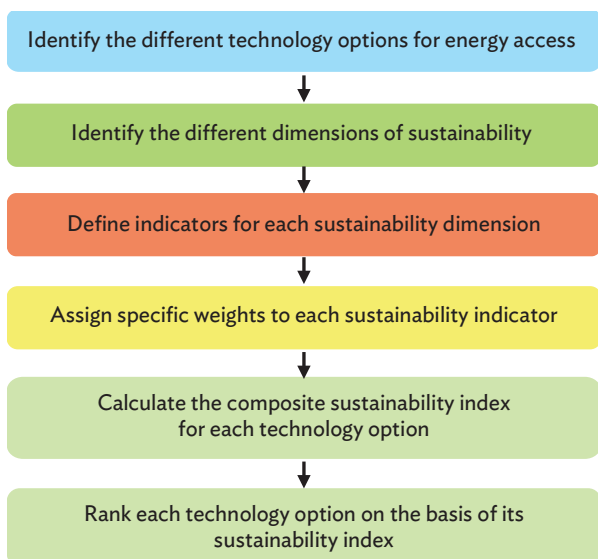 Identify the different technology options for energy access
Identify the different dimensions of sustainability
Define indicators for each sustainability dimension
Assign specific weights to each sustainability indicator
Calculate the composite sustainability index
for each technology option
Rank each technology option on the basis of its
sustainability index